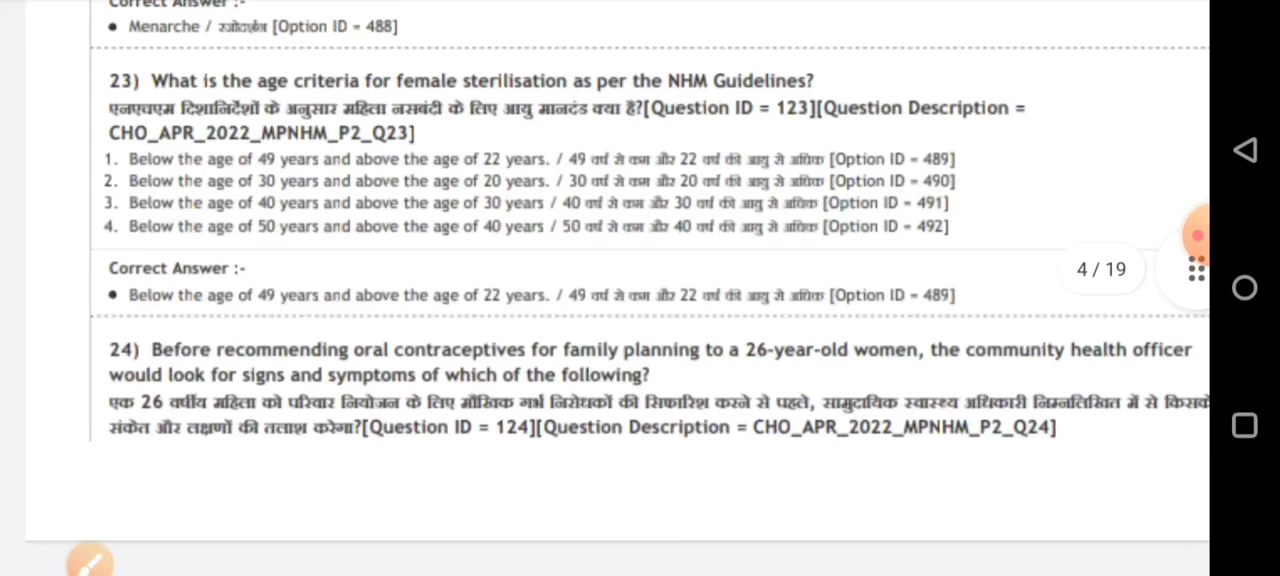 Correct Answer :-
• Menarche / रजोदर्शन [Option ID = 488]
23) What is the age criteria for female sterilisation as per the NHM Guidelines?
एनएचएम दिशानिर्देशों के अनुसार महिला नसबंदी के लिए आयु मानदंड क्या है?[Question ID = 123][Question Description =
CHO_APR_2022_MPNHM_P2_Q23]
1. Below the age of 49 years and above the age of 22 years. / 49 वर्ष से कम और 22 वर्ष की आयु से अधिक [Option ID = 489]
2. Below the age of 30 years and above the age of 20 years. / 30 वर्ष से कम और 20 वर्ष की आयु से अधिक [Option ID = 490]
3. Below the age of 40 years and above the age of 30 years / 40 वर्ष से कम और 30 वर्ष की आयु से अधिक [Option ID = 491]
4. Below the age of 50 years and above the age of 40 years / 50 वर्ष से कम और 40 वर्ष की आयु से अधिक [Option ID = 492]
Correct Answer :-
4 / 19
• Below the age of 49 years and above the age of 22 years. / 49 वर्ष से कम और 22 वर्ष की आयु से अधिक [Option ID = 489]
24) Before recommending oral contraceptives for family planning to a 26-year-old women, the community health officer
would look for signs and symptoms of which of the following?
एक 26 वर्षीय महिला को परिवार नियोजन के लिए मौखिक गर्भ निरोधकों की सिफारिश करने से पहले, सामुदायिक स्वास्थ्य अधिकारी निम्नलिखित में से किसके
संकेत और लक्षणों की तलाश करेगा?[Question ID = 124][Question Description = CHO_APR_2022_MPNHM_P2_Q24]